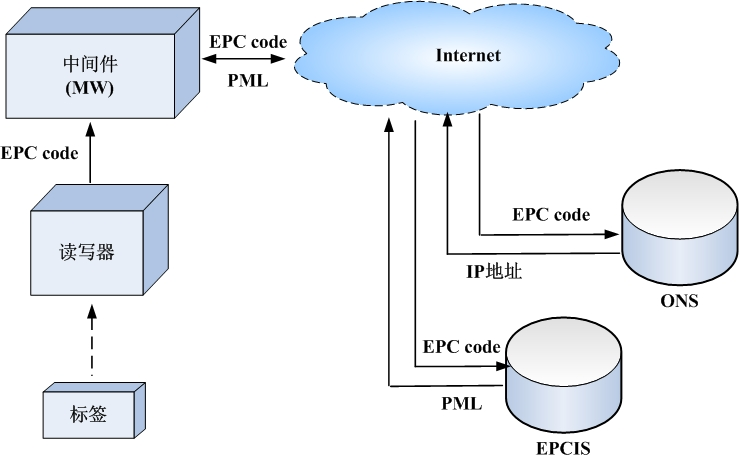 中间件
(MW)
EPC code
PML
Internet
EPC code
读写器
标签
EPC code
IP地址
ONS
EPC code
PML
EPCIS